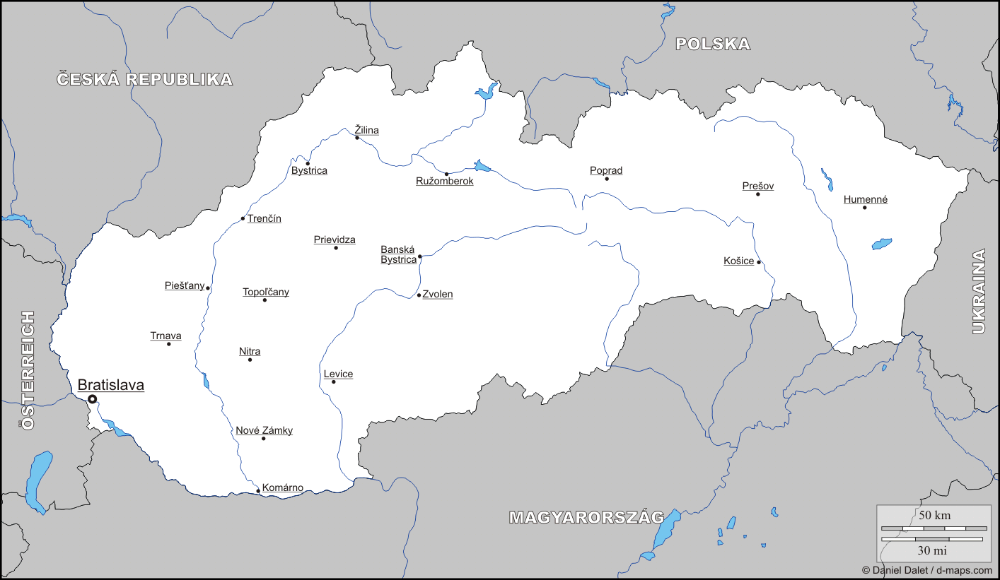 POLSKA
ČESKÁ REPUBLIKA
Žilina
Bystrica
Ružomberok
Poprad
Prešov
Humenné
Trenčín
Prievidza
Banská
Bystrica
Košice
UKRAINA
Piešťany
Topoľčany
Zvolen
Trnava
Nitra
Levice
ÖSTERREICH
Bratislava
Nové Zámky
Komárno
MAGYARORSZÁG
50 km
30 mi
© Daniel Dalet / d-maps.com